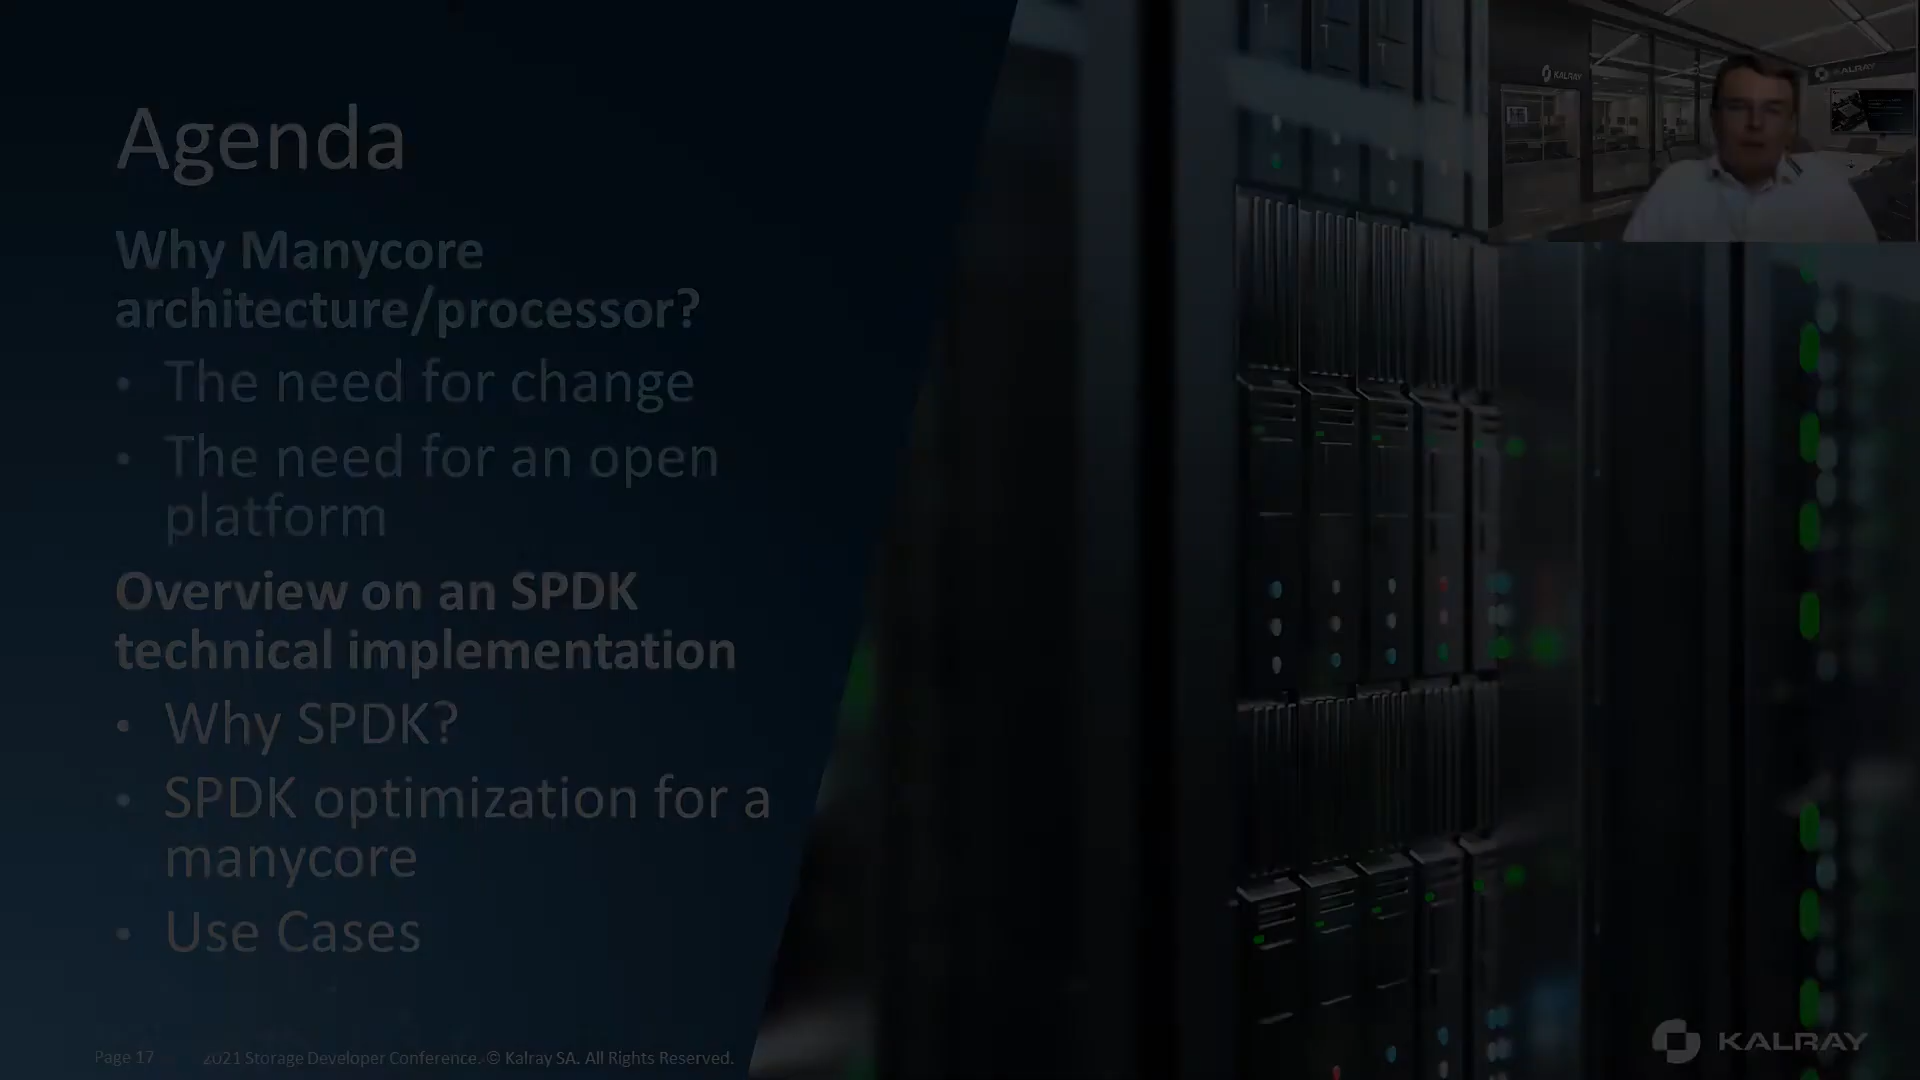 Agenda
Why Manycore
architecture/processor?
• The need for change
• The need for an open
platform
Overview on an SPDK
technical implementation
• Why SPDK?
• SPDK optimization for a
manycore
• Use Cases
Page 17
2021 Storage Developer Conference. © Kalray SA. All Rights Reserved.
KALRAY
KALRAY
KALRAY